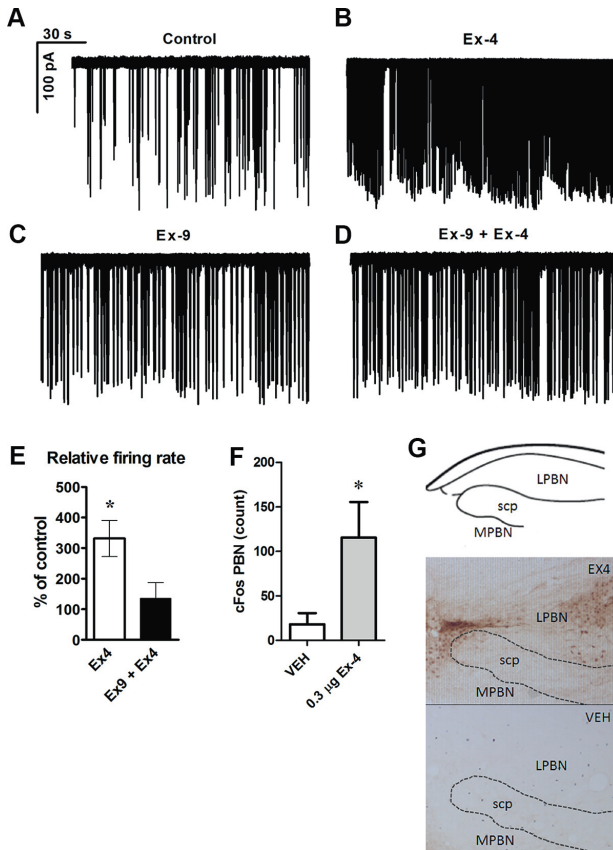 A
B
30 s
100 pA
Control
Ex-4
C
D
Ex-9
Ex-9 + Ex-4
E
Relative firing rate
% of control
500
400
300
200
100
0
*
Ex4
Ex9 + Ex4
F
cFos PBN (count)
200
150
100
50
0
*
VEH
0.3 µg Ex-4
G
LPBN
scp
MPBN
EX4
LPBN
scp
MPBN
VEH
LPBN
scp
MPBN